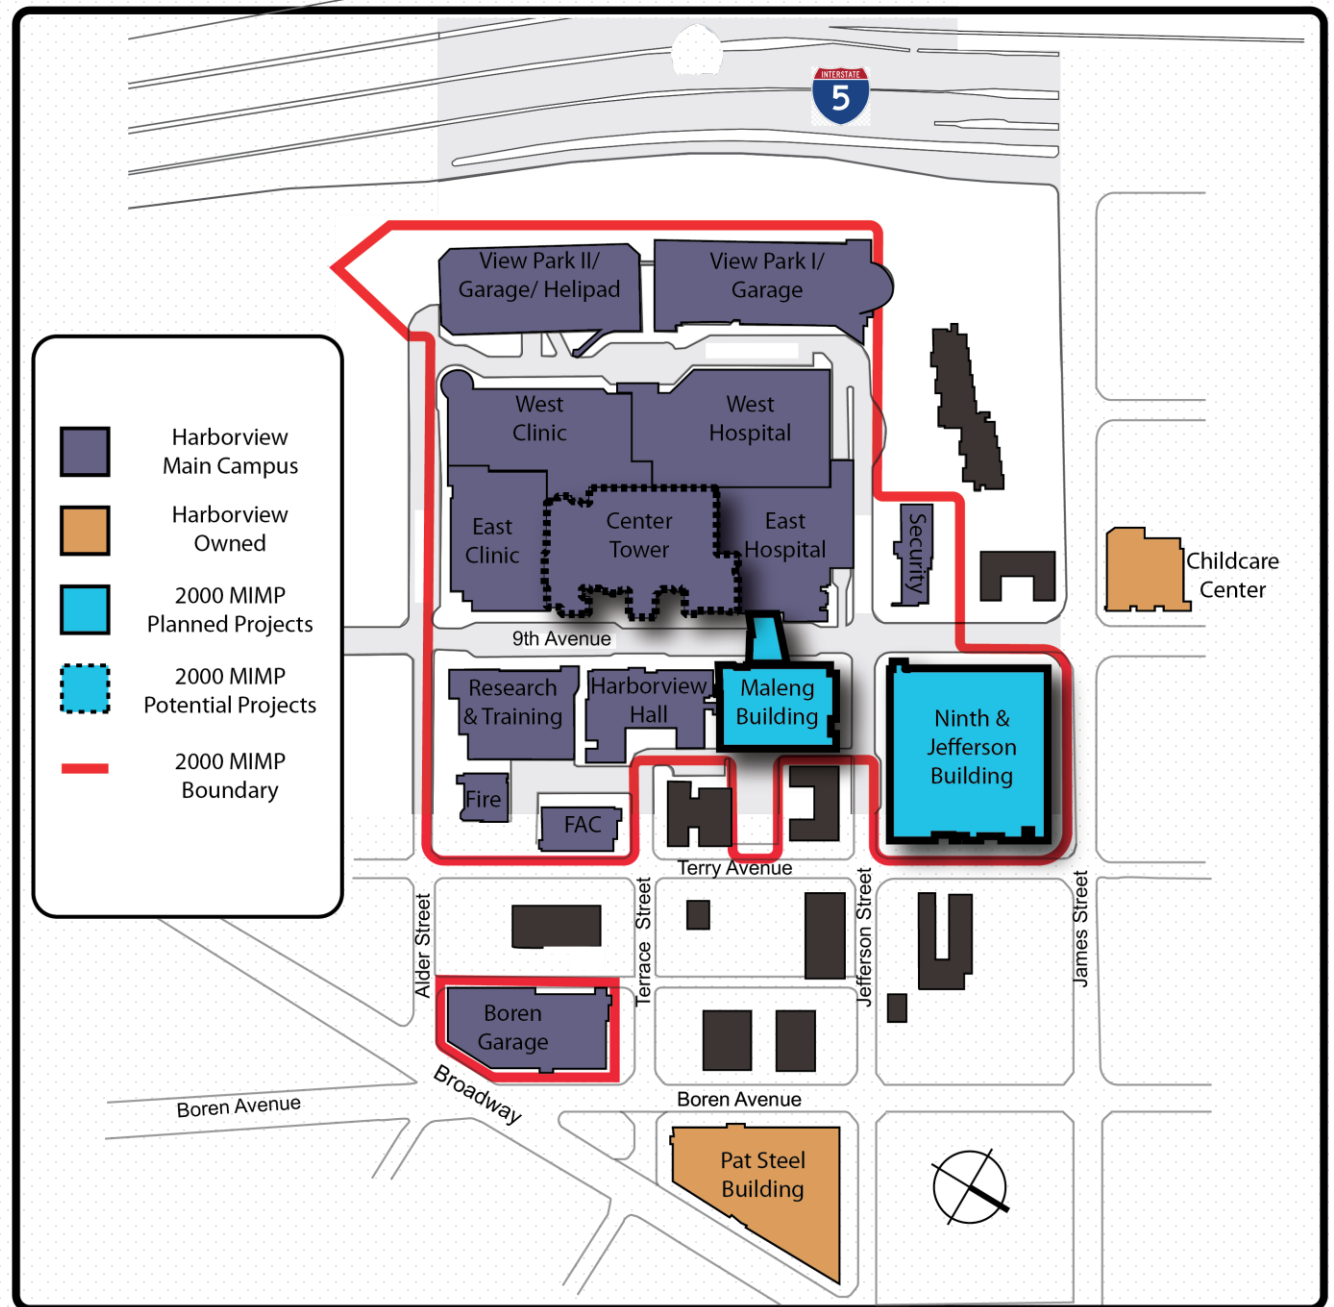 INTERSTATE
5
View Park II/
Garage/ Helipad
View Park I/
Garage
Harborview
Main Campus
Harborview
Owned
2000 MIMP
Planned Projects
2000 MIMP
Potential Projects
2000 MIMP
Boundary
West
Clinic
West
Hospital
East
Clinic
Center
Tower
East
Hospital
Security
Childcare
Center
9th Avenue
Research
& Training
Harborview
Hall
Maleng
Building
Ninth &
Jefferson
Building
Fire
FAC
Terry Avenue
Alder Street
Terrace Street
Jefferson Street
James Street
Boren
Garage
Broadway
Boren Avenue
Boren Avenue
Pat Steel
Building